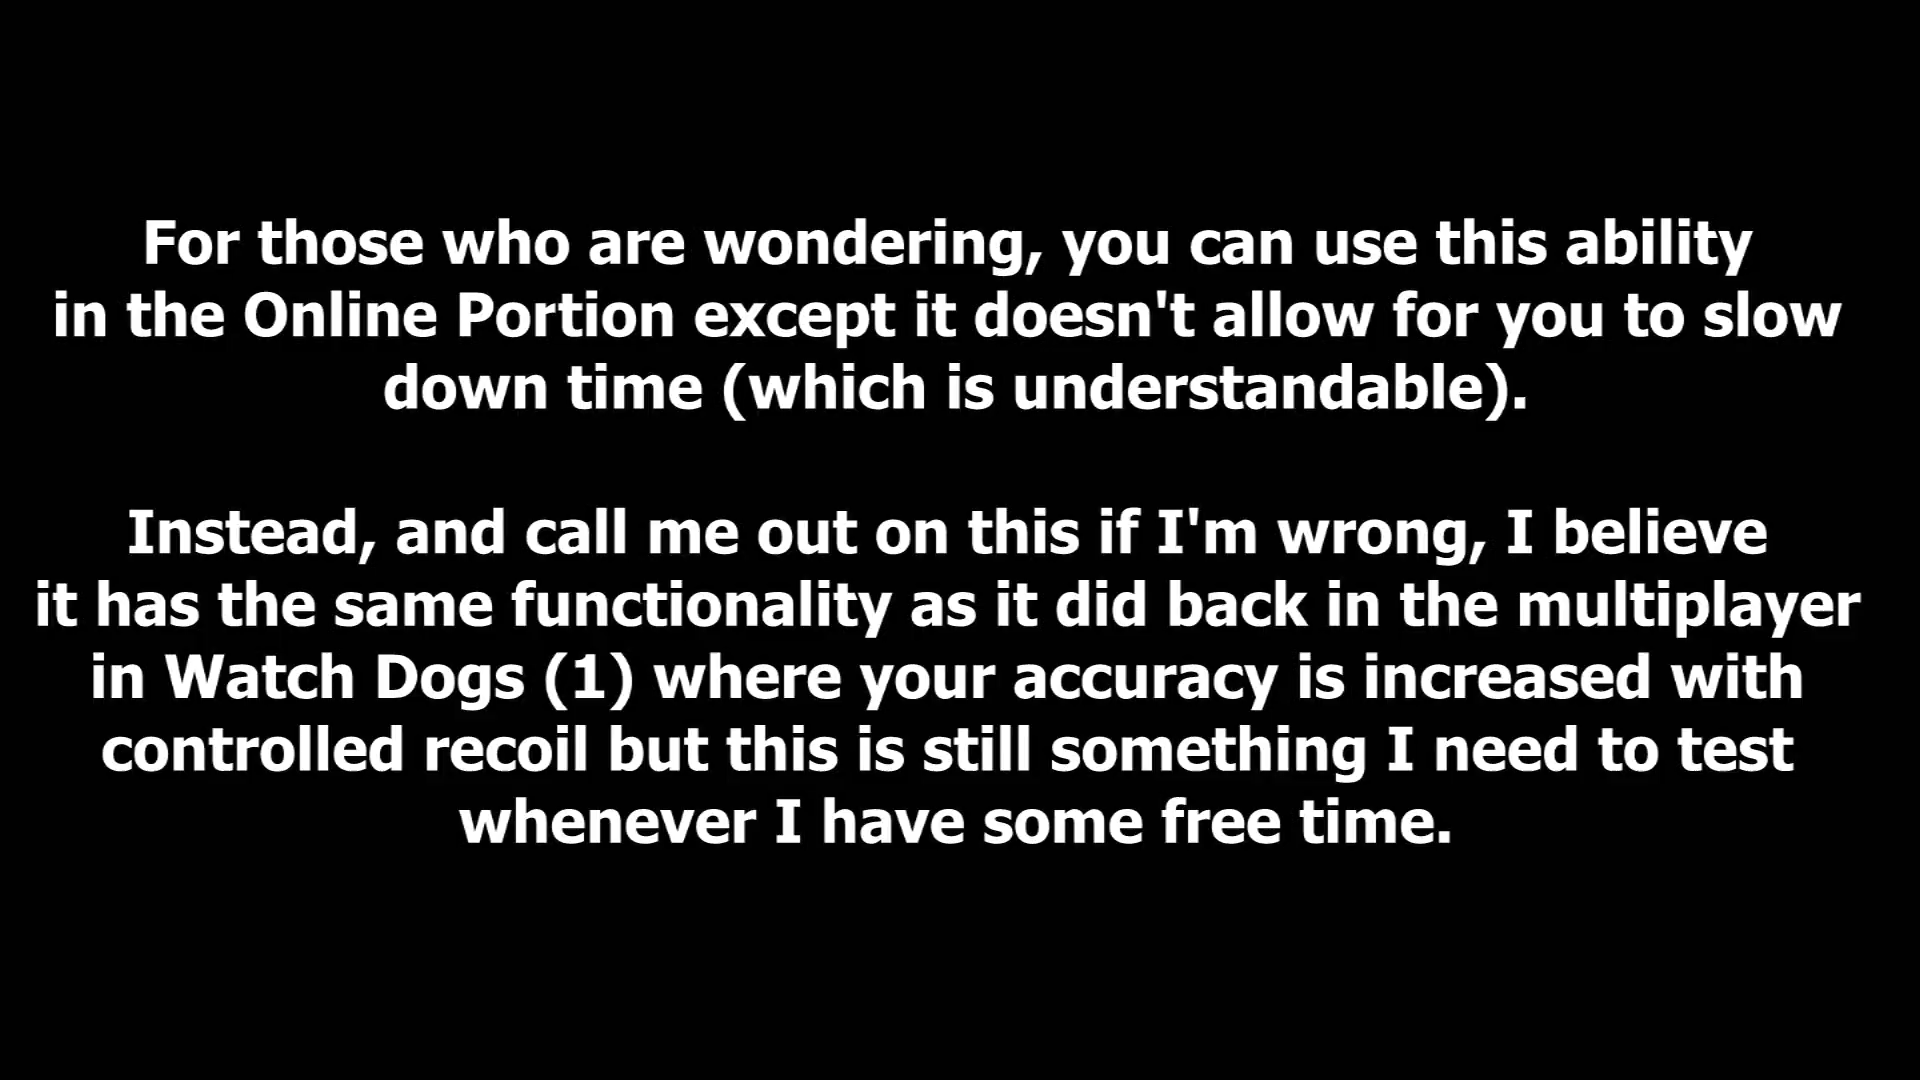 For those who are wondering, you can use this ability
in the Online Portion except it doesn't allow for you to slow
down time (which is understandable).
Instead, and call me out on this if I'm wrong, I believe
it has the same functionality as it did back in the multiplayer
in Watch Dogs (1) where your accuracy is increased with
controlled recoil but this is still something I need to test
whenever I have some free time.